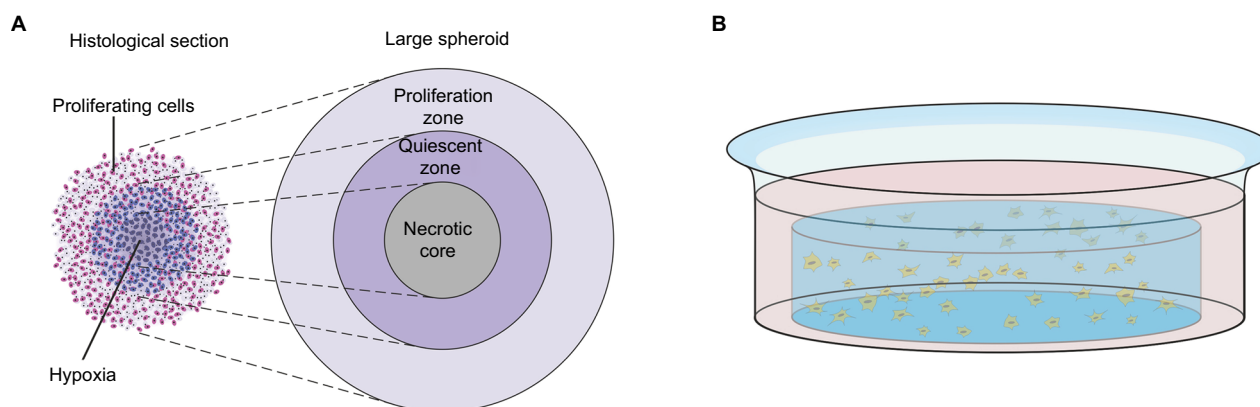 A
Histological section
Large spheroid
Proliferating cells
Proliferation
zone
Quiescent
zone
Necrotic
core
Hypoxia
B